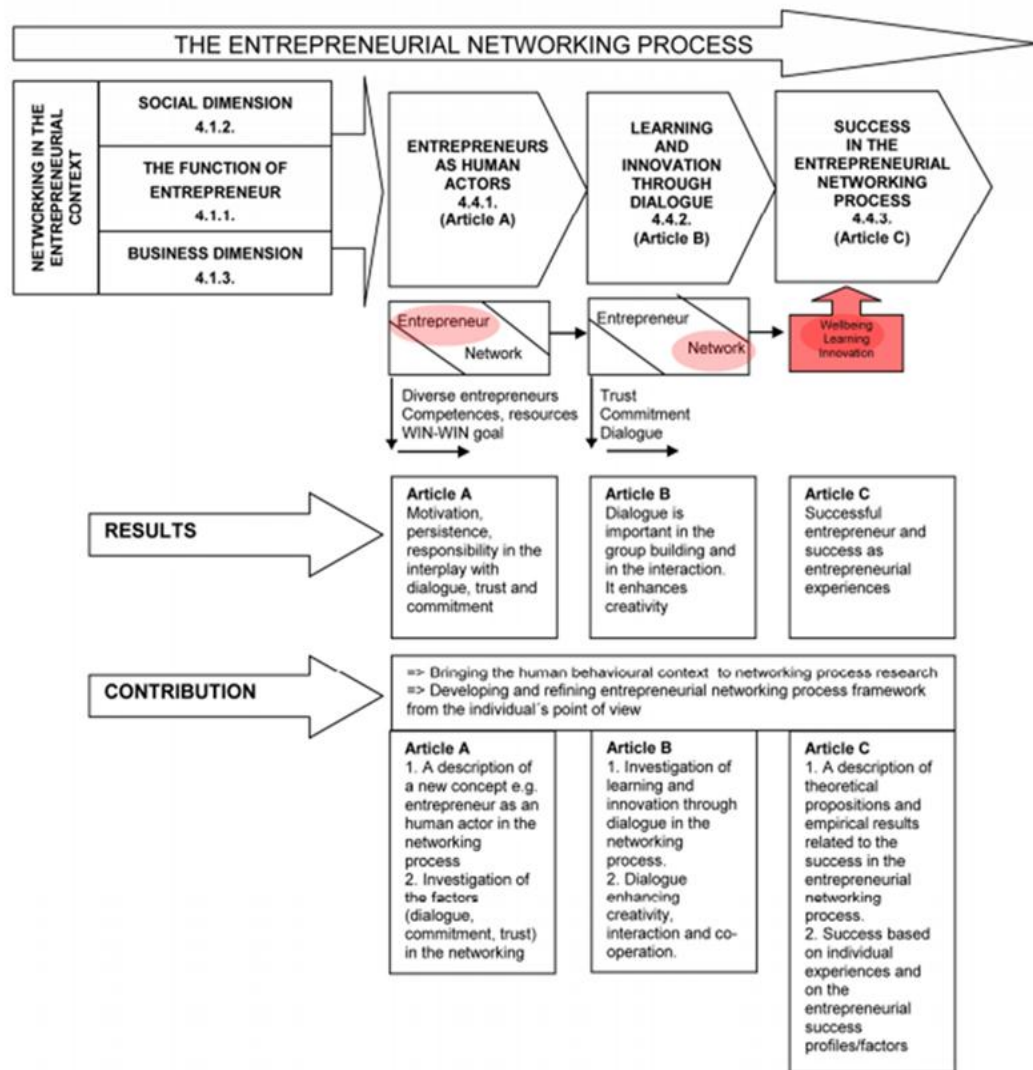 THE ENTREPRENEURIAL NETWORKING PROCESS
NETWORKING IN THE
ENTREPRENEURIAL
CONTEXT
SOCIAL DIMENSION
4.1.2.
THE FUNCTION OF
ENTREPRENEUR
4.1.1.
BUSINESS DIMENSION
4.1.3.
ENTREPRENEURS
AS HUMAN
ACTORS
4.4.1.
(Article A)
LEARNING
AND
INNOVATION
THROUGH
DIALOGUE
4.4.2.
(Article B)
SUCCESS
IN THE
ENTREPRENEURIAL
NETWORKING
PROCESS
4.4.3.
(Article C)
Entrepreneur
Network
Entrepreneur
Network
Wellbeing
Learning
Innovation
Diverse entrepreneurs
Competences, resources
WIN-WIN goal
Trust
Commitment
Dialogue
RESULTS
Article A
Motivation,
persistence,
responsibility in the
interplay with
dialogue, trust and
commitment
Article B
Dialogue is
important in the
group building and
in the interaction.
It enhances
creativity
Article C
Successful
entrepreneur and
success as
entrepreneurial
experiences
CONTRIBUTION
=> Bringing the human behavioural context to networking process research
=> Developing and refining entrepreneurial networking process framework
from the individual´s point of view
Article A
1. A description of
a new concept e.g.
entrepreneur as an
human actor in the
networking
process
2. Investigation of
the factors
(dialogue,
commitment, trust)
in the networking
Article B
1. Investigation of
learning and
innovation through
dialogue in the
networking
process.
2. Dialogue
enhancing
creativity,
interaction and co-
operation.
Article C
1. A description of
theoretical
propositions and
empirical results
related to the
success in the
entrepreneurial
networking
process.
2. Success based
on individual
experiences and
on the
entrepreneurial
success
profiles/factors